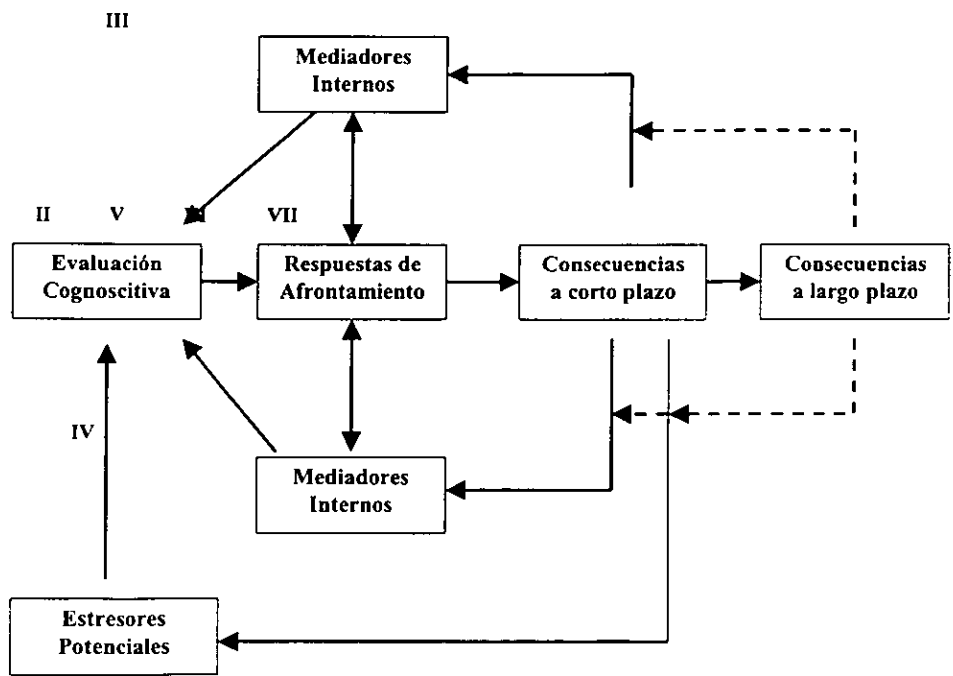 III
Mediadores
Internos
II V VII
Evaluación
Cognoscitiva
Respuestas de
Afrontamiento
Consecuencias
a corto plazo
Consecuencias
a largo plazo
IV
Mediadores
Internos
Estresores
Potenciales